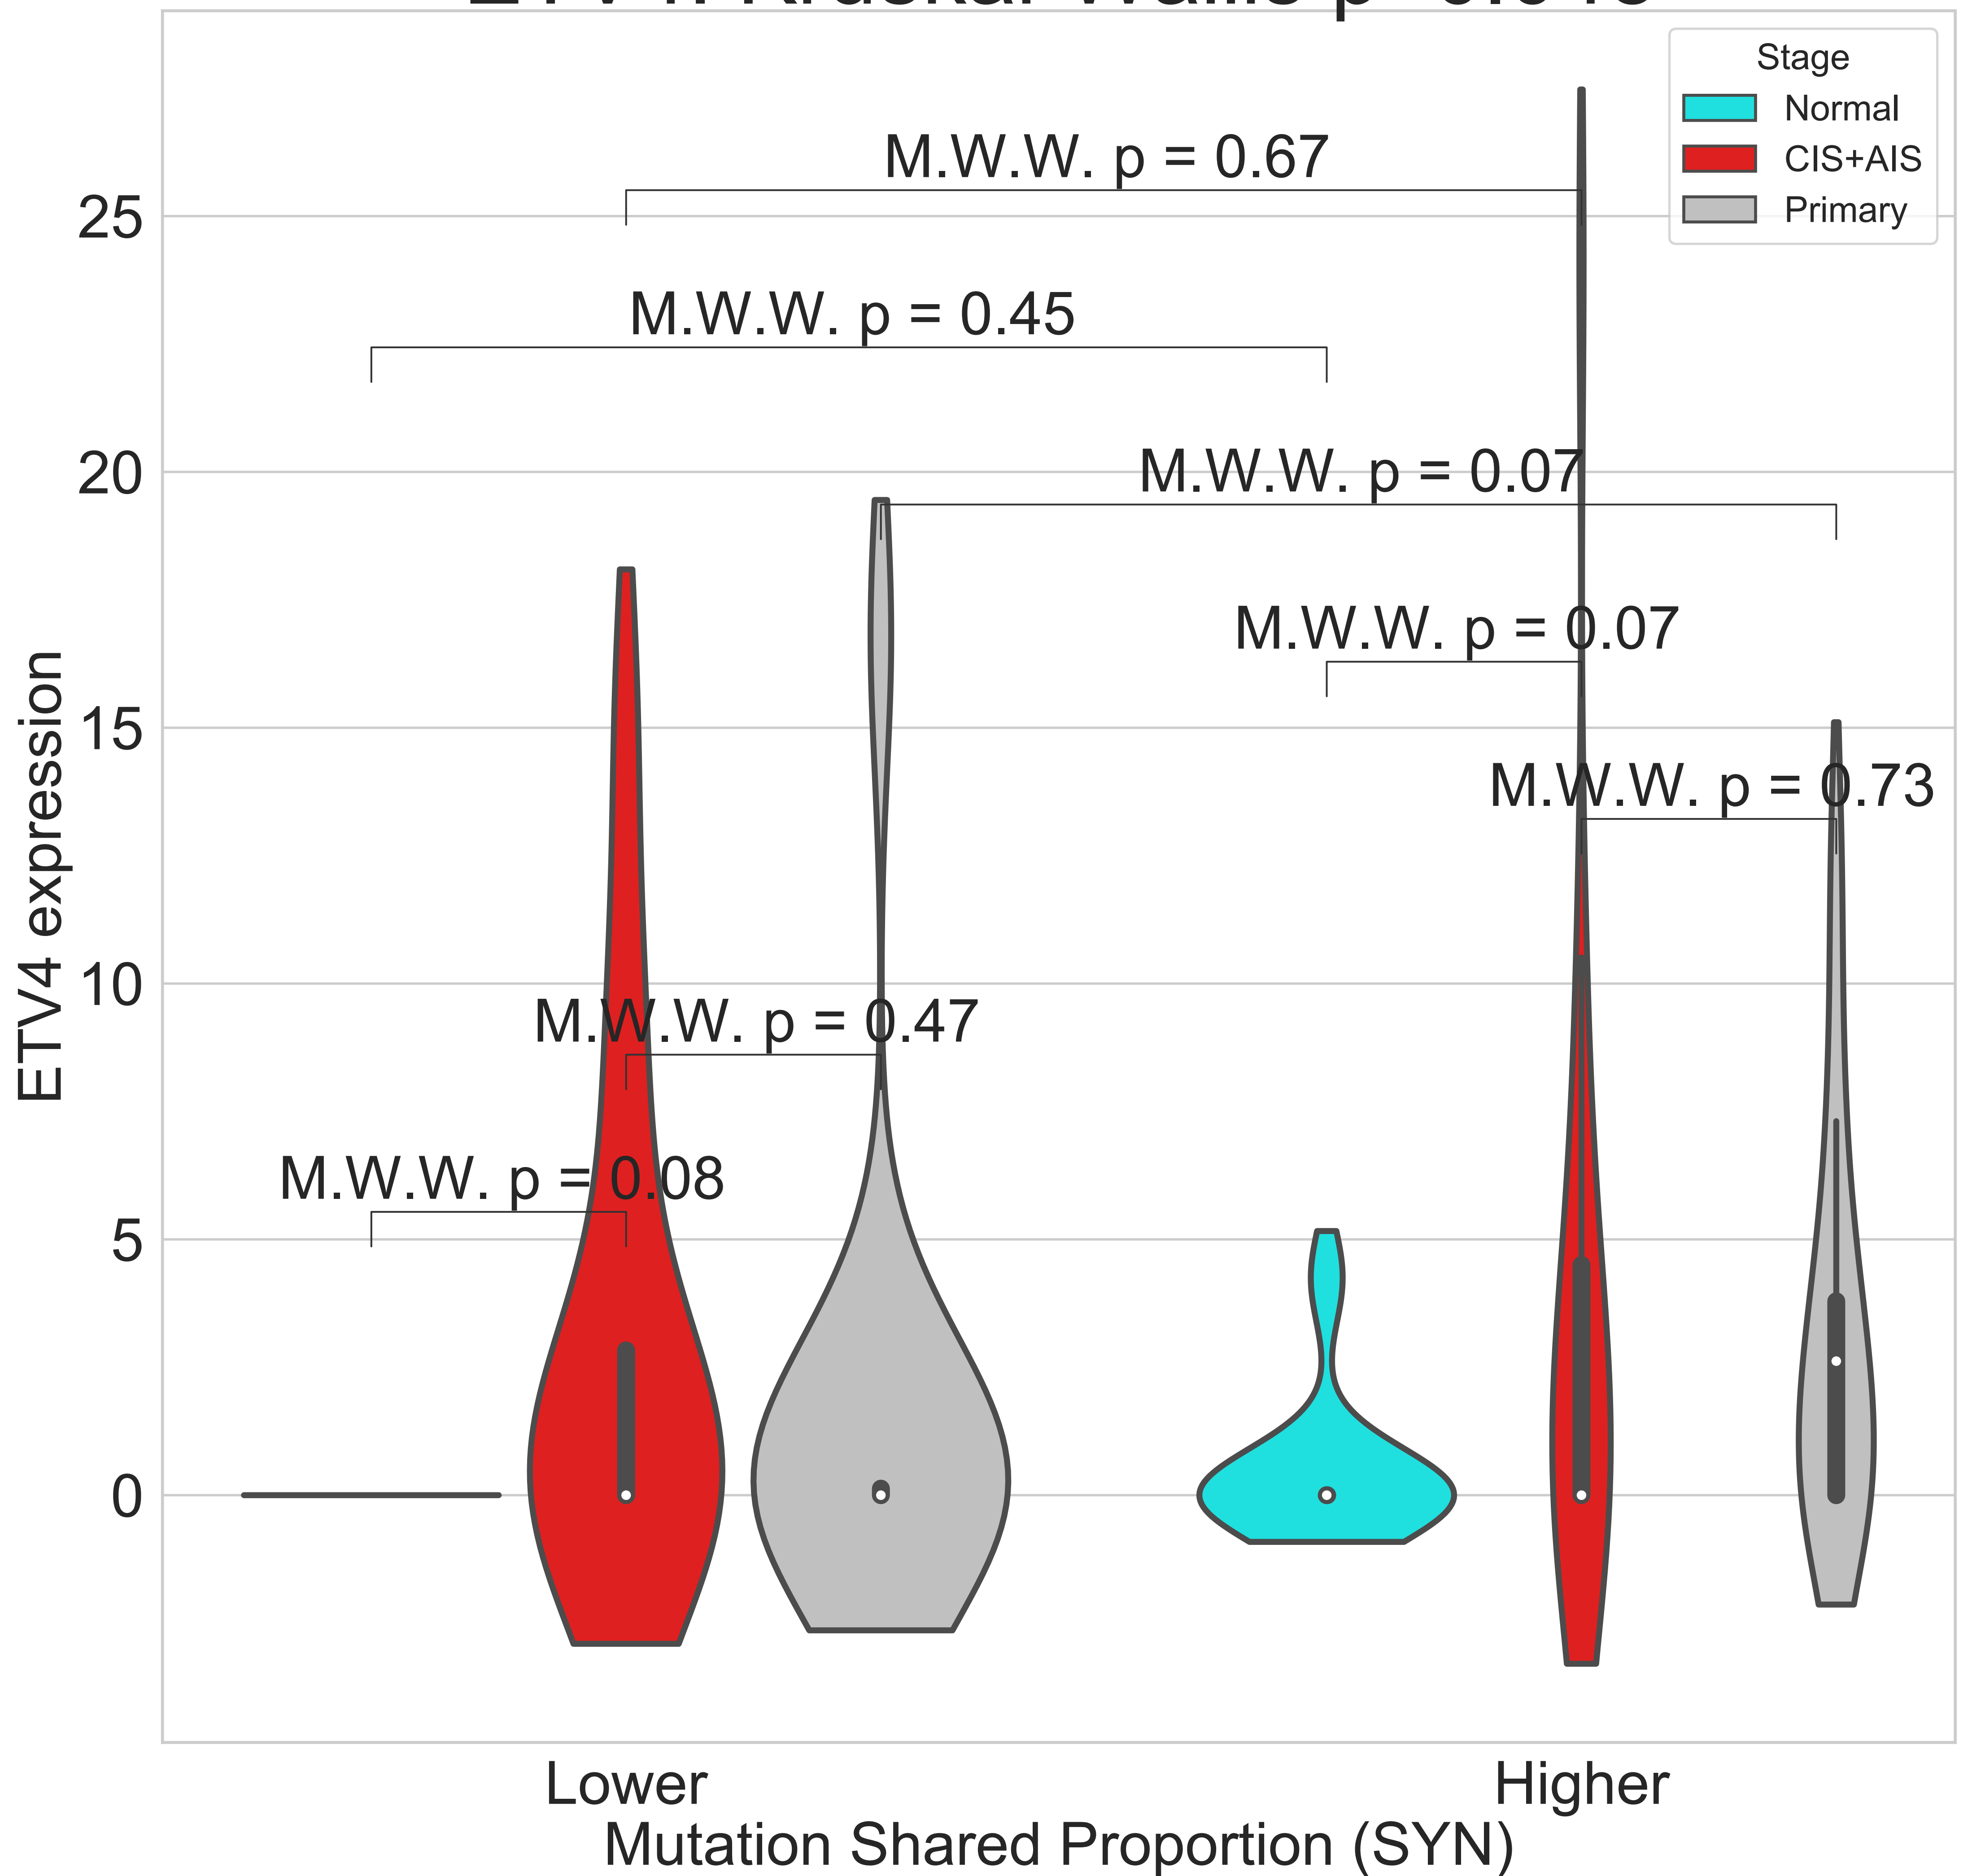 Stage
Normal
CIS+AIS
Primary
M.W.W. p = 0.67
M.W.W. p = 0.45
M.W.W. p = 0.07
M.W.W. p = 0.07
M.W.W. p = 0.73
M.W.W. p = 0.47
M.W.W. p = 0.08
25
20
15
10
5
0
ETV4 expression
Lower
Higher
Mutation Shared Proportion (SYN)